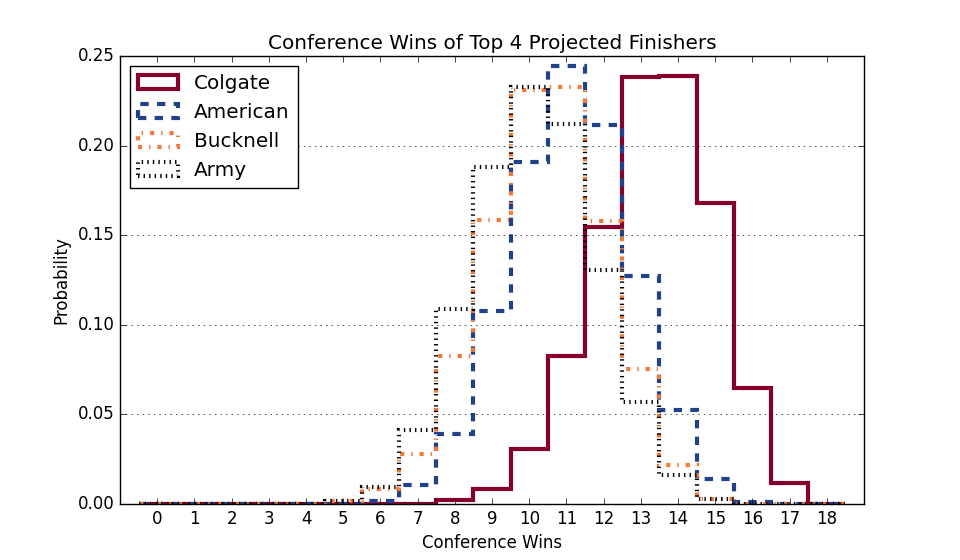 Conference Wins of Top 4 Projected Finishers
0.25
0.20
0.15
0.10
0.05
0.00
Probability
Colgate
American
Bucknell
Army
0 1 2 3 4 5 6 7 8 9 10 11 12 13 14 15 16 17 18
Conference Wins